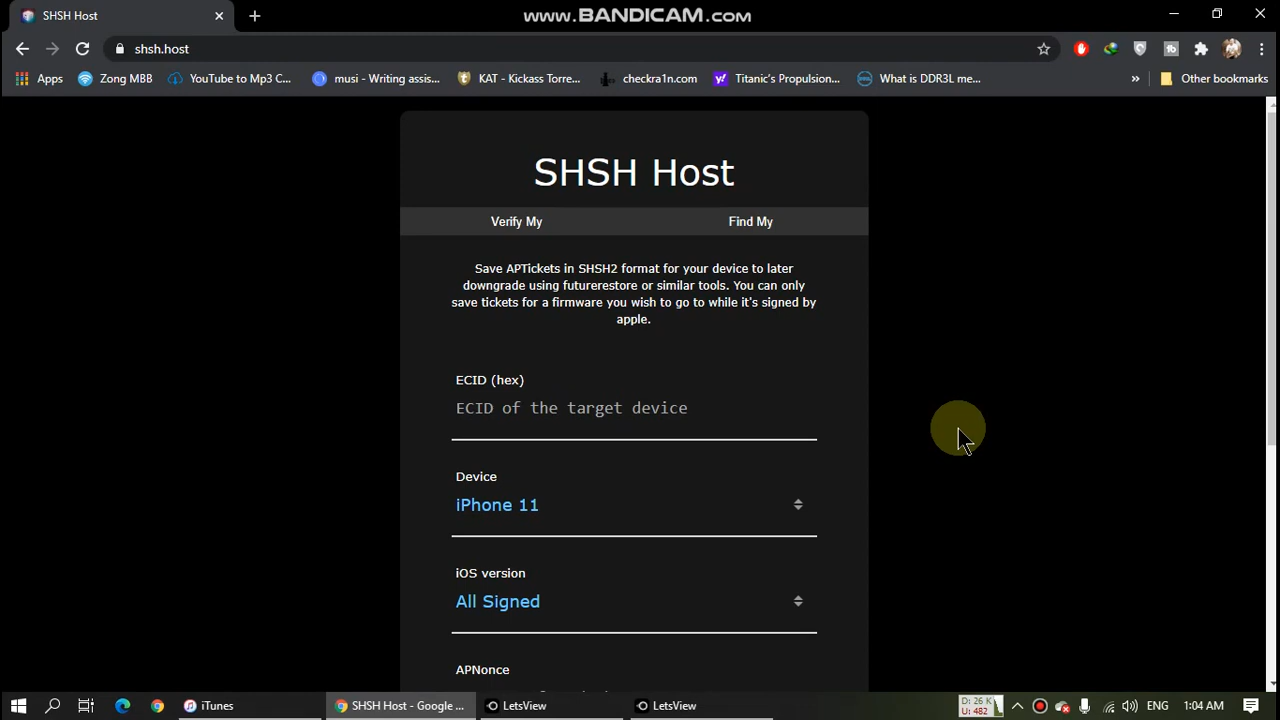 SHSH Host
www.BANDICAM.com
shsh.host
Apps
Zong MBB
YouTube to Mp3 C...
musi - Writing assis...
KAT - Kickass Torre...
checkra1n.com
Titanic's Propulsion...
What is DDR3L me...
»
Other bookmarks
SHSH Host
Verify My
Find My
Save APTickets in SHSH2 format for your device to later
downgrade using futurerestore or similar tools. You can only
save tickets for a firmware you wish to go to while it's signed by
apple.
ECID (hex)
ECID of the target device
Device
iPhone 11
iOS version
All Signed
APNonce
iTunes
SHSH Host - Google ...
LetsView
LetsView
D: 26 K
U: 482
ENG
1:04 AM